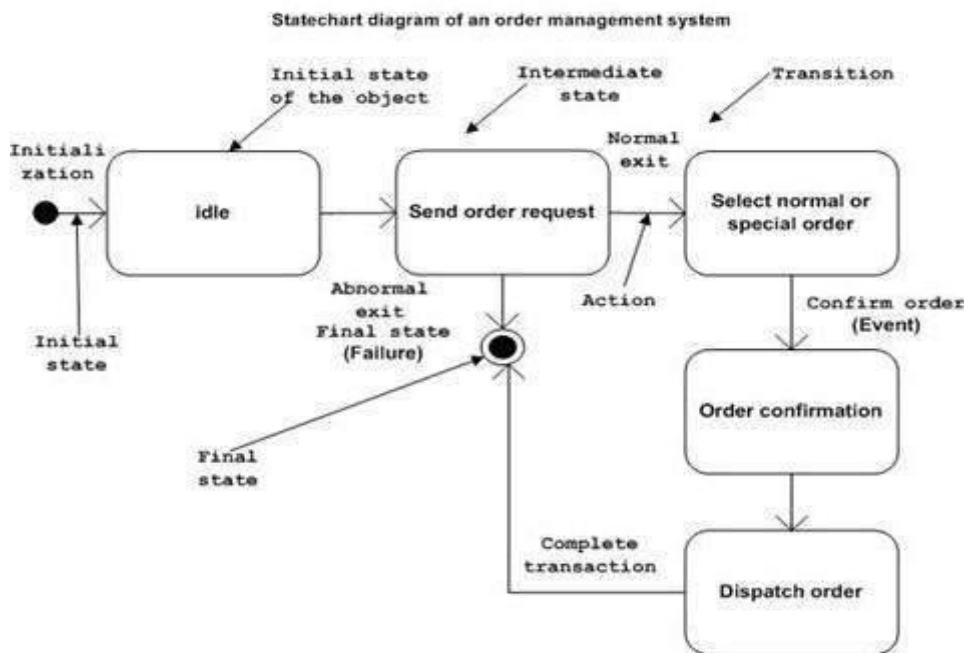 Statechart diagram of an order management system
Initial state
of the object
Intermediate
state
Transition
Initiali
zation
Normal
exit
idle
Send order request
Select normal or
special order
Abnormal
exit
Final state
(Failure)
Action
Confirm order
(Event)
Initial
state
Order confirmation
Final
state
Complete
transaction
Dispatch order